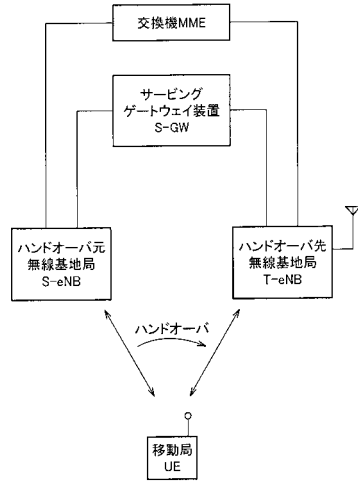 交換機MME
サービング
ゲートウェイ装置
S-GW
ハンドオーバ元
無線基地局
S-eNB
ハンドオーバ先
無線基地局
T-eNB
ハンドオーバ
移動局
UE